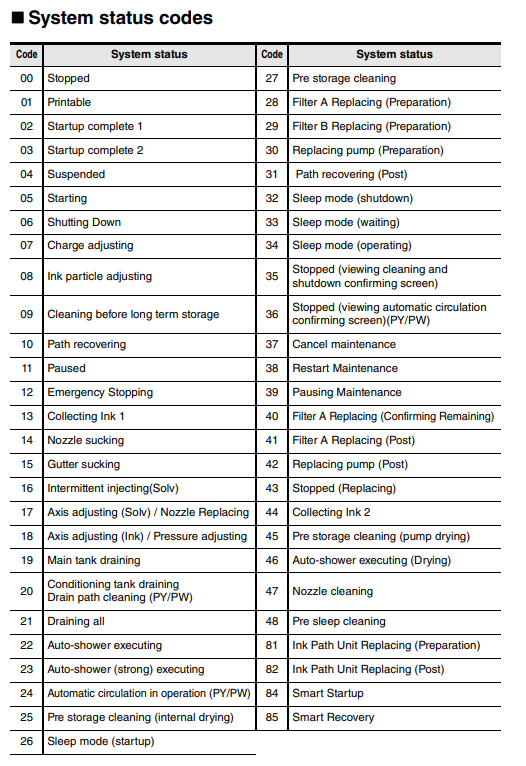 ■ System status codes
Code System status Code System status
00 Stopped 27 Pre storage cleaning
01 Printable 28 Filter A Replacing (Preparation)
02 Startup complete 1 29 Filter B Replacing (Preparation)
03 Startup complete 2 30 Replacing pump (Preparation)
04 Suspended 31 Path recovering (Post)
05 Starting 32 Sleep mode (shutdown)
06 Shutting Down 33 Sleep mode (waiting)
07 Charge adjusting 34 Sleep mode (operating)
08 Ink particle adjusting 35 Stopped (viewing cleaning and
shutdown confirming screen)
09 Cleaning before long term storage 36 Stopped (viewing automatic circulation
confirming screen)(PY/PW)
10 Path recovering 37 Cancel maintenance
11 Paused 38 Restart Maintenance
12 Emergency Stopping 39 Pausing Maintenance
13 Collecting Ink 1 40 Filter A Replacing (Confirming Remaining)
14 Nozzle sucking 41 Filter A Replacing (Post)
15 Gutter sucking 42 Replacing pump (Post)
16 Intermittent injecting(Solv) 43 Stopped (Replacing)
17 Axis adjusting (Solv) / Nozzle Replacing 44 Collecting Ink 2
18 Axis adjusting (Ink) / Pressure adjusting 45 Pre storage cleaning (pump drying)
19 Main tank draining 46 Auto-shower executing (Drying)
20 Conditioning tank draining 47 Nozzle cleaning
Drain path cleaning (PY/PW)
21 Draining all 48 Pre sleep cleaning
22 Auto-shower executing 81 Ink Path Unit Replacing (Preparation)
23 Auto-shower (strong) executing 82 Ink Path Unit Replacing (Post)
24 Automatic circulation in operation (PY/PW) 84 Smart Startup
25 Pre storage cleaning (internal drying) 85 Smart Recovery
26 Sleep mode (startup)